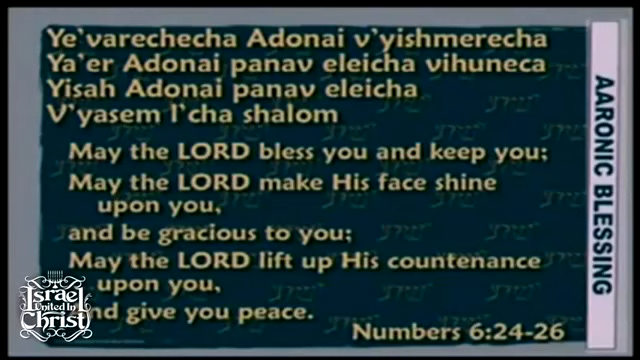 Ye'varechecha Adonai v'yishmerecha
Ya'er Adonai panav eleicha vihuneca
Yisah Adonai panav eleicha
V'yasem l'cha shalom
May the LORD bless you and keep you;
May the LORD make His face shine
upon you,
and be gracious to you;
May the LORD lift up His countenance
upon you,
and give you peace.
Numbers 6:24-26
AARONIC BLESSING
Israel
United In
Christ